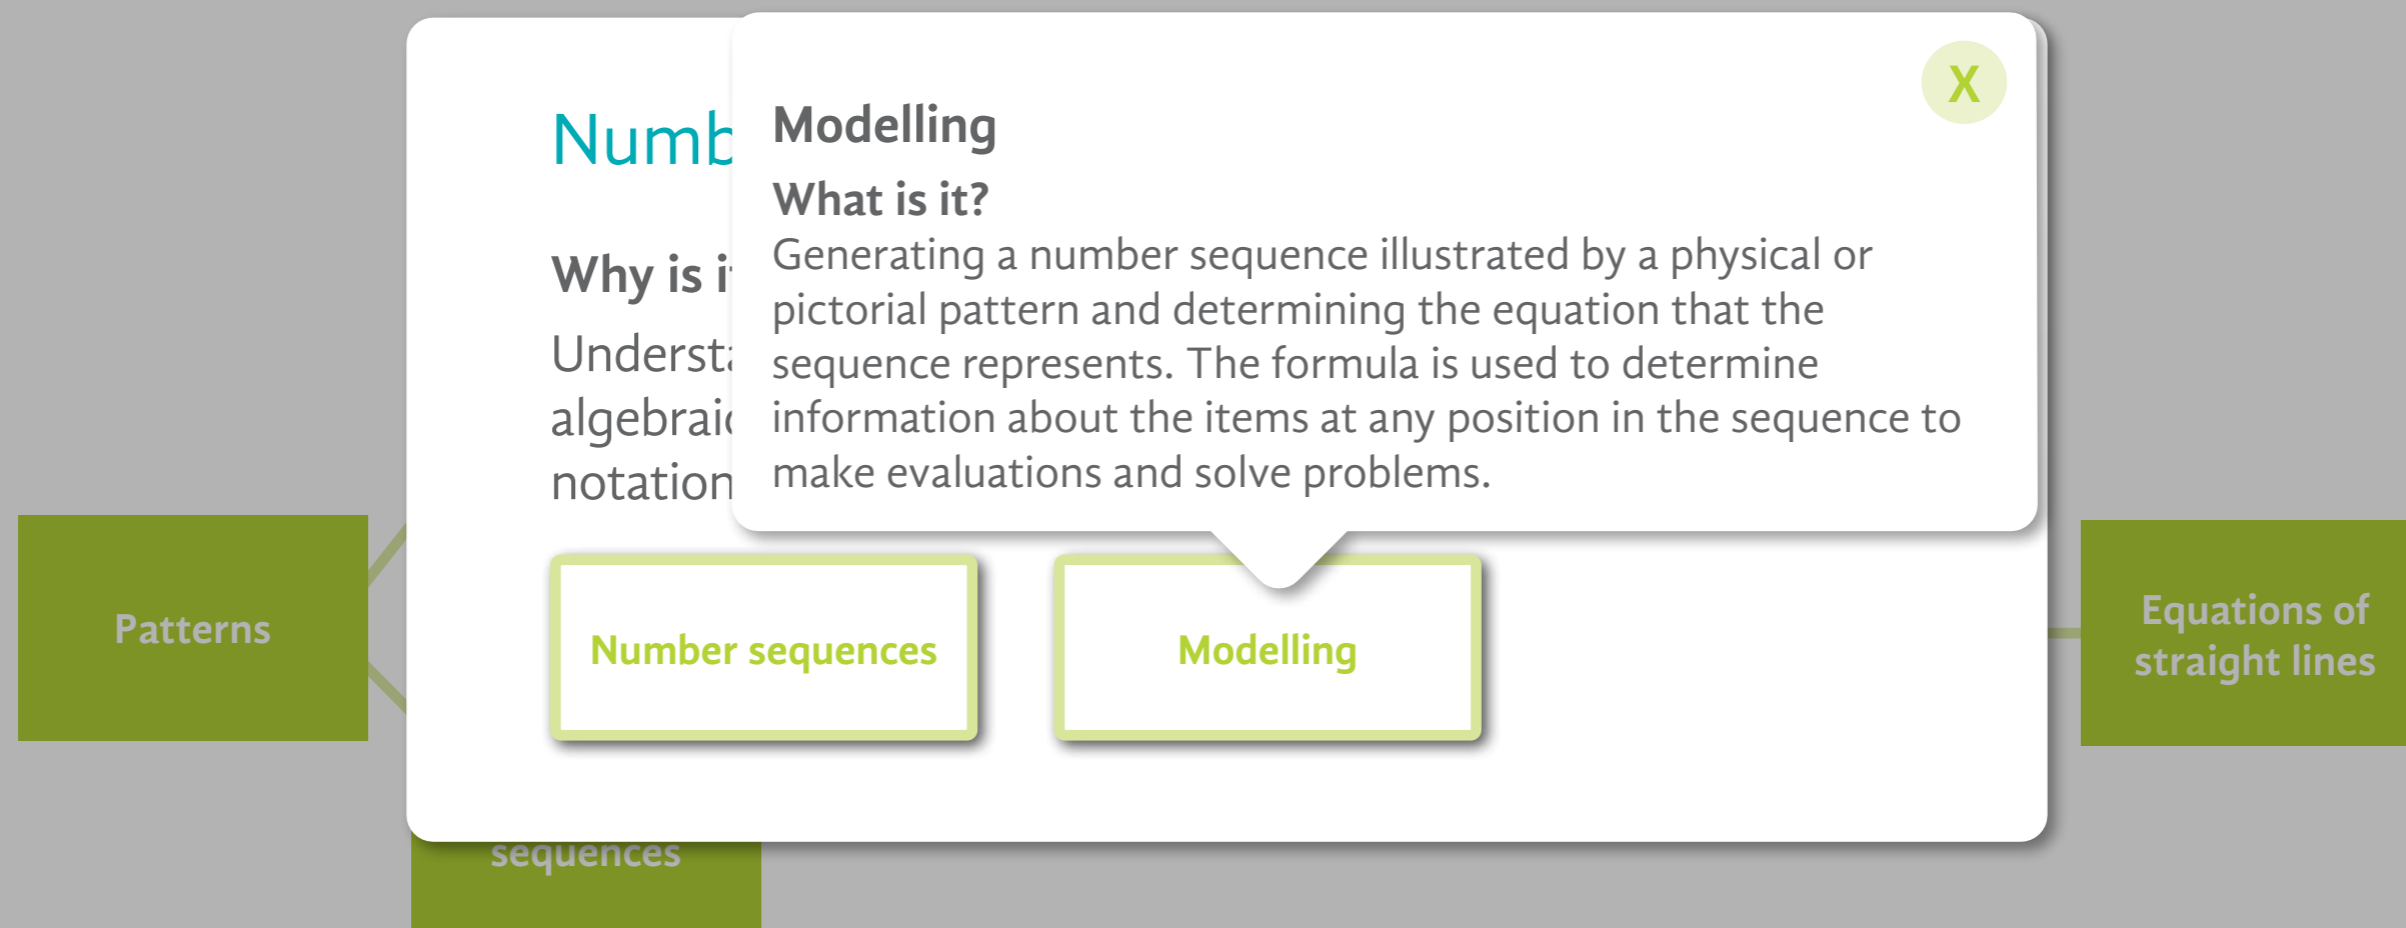 X
Numb
Modelling
What is it?
Generating a number sequence illustrated by a physical or
pictorial pattern and determining the equation that the
sequence represents. The formula is used to determine
information about the items at any position in the sequence to
make evaluations and solve problems.
Why is
Underst
algebraic
notation
Patterns
Number sequences
Modelling
Equations of
straight lines
sequences